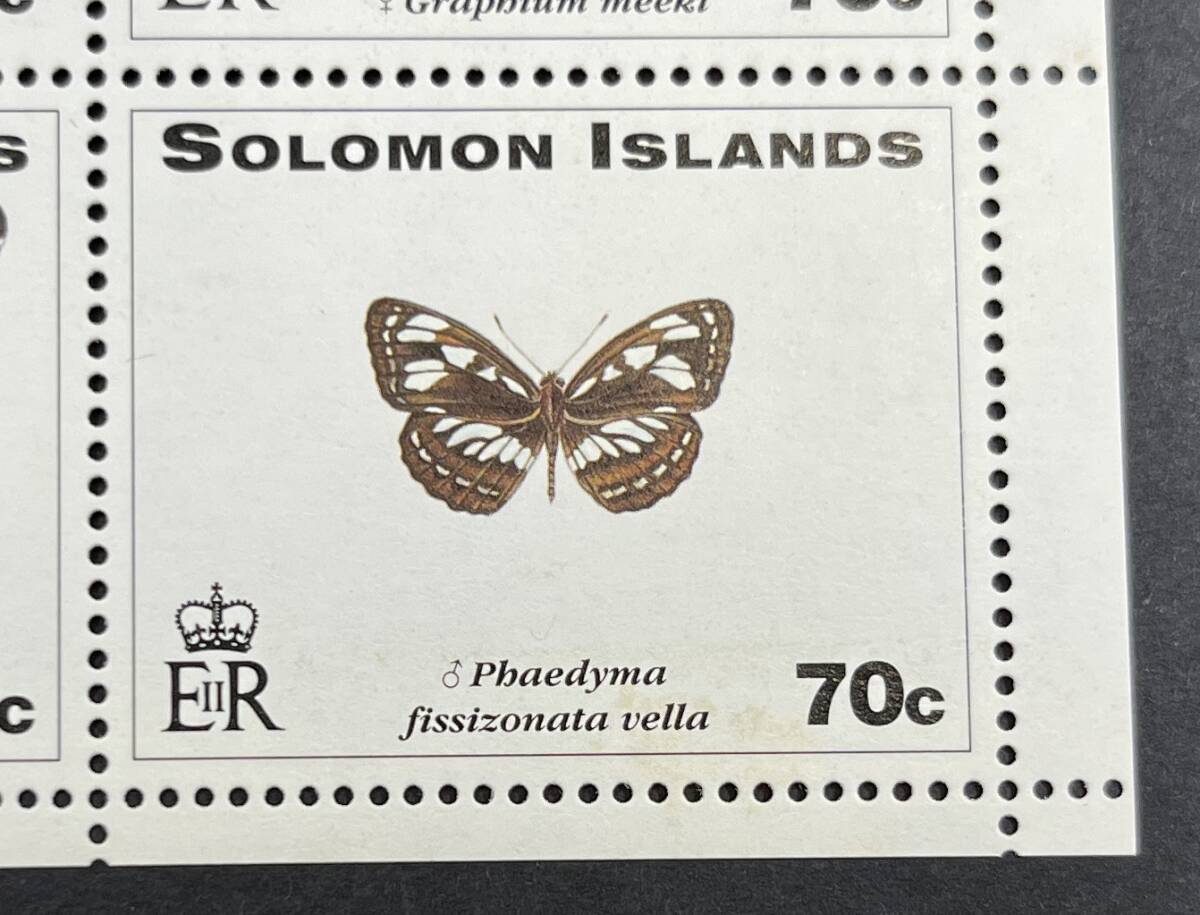 ♀ Graphium meeki
SOLOMON ISLANDS
EIIR
♂ Phaedyma
fissizonata vella
70c